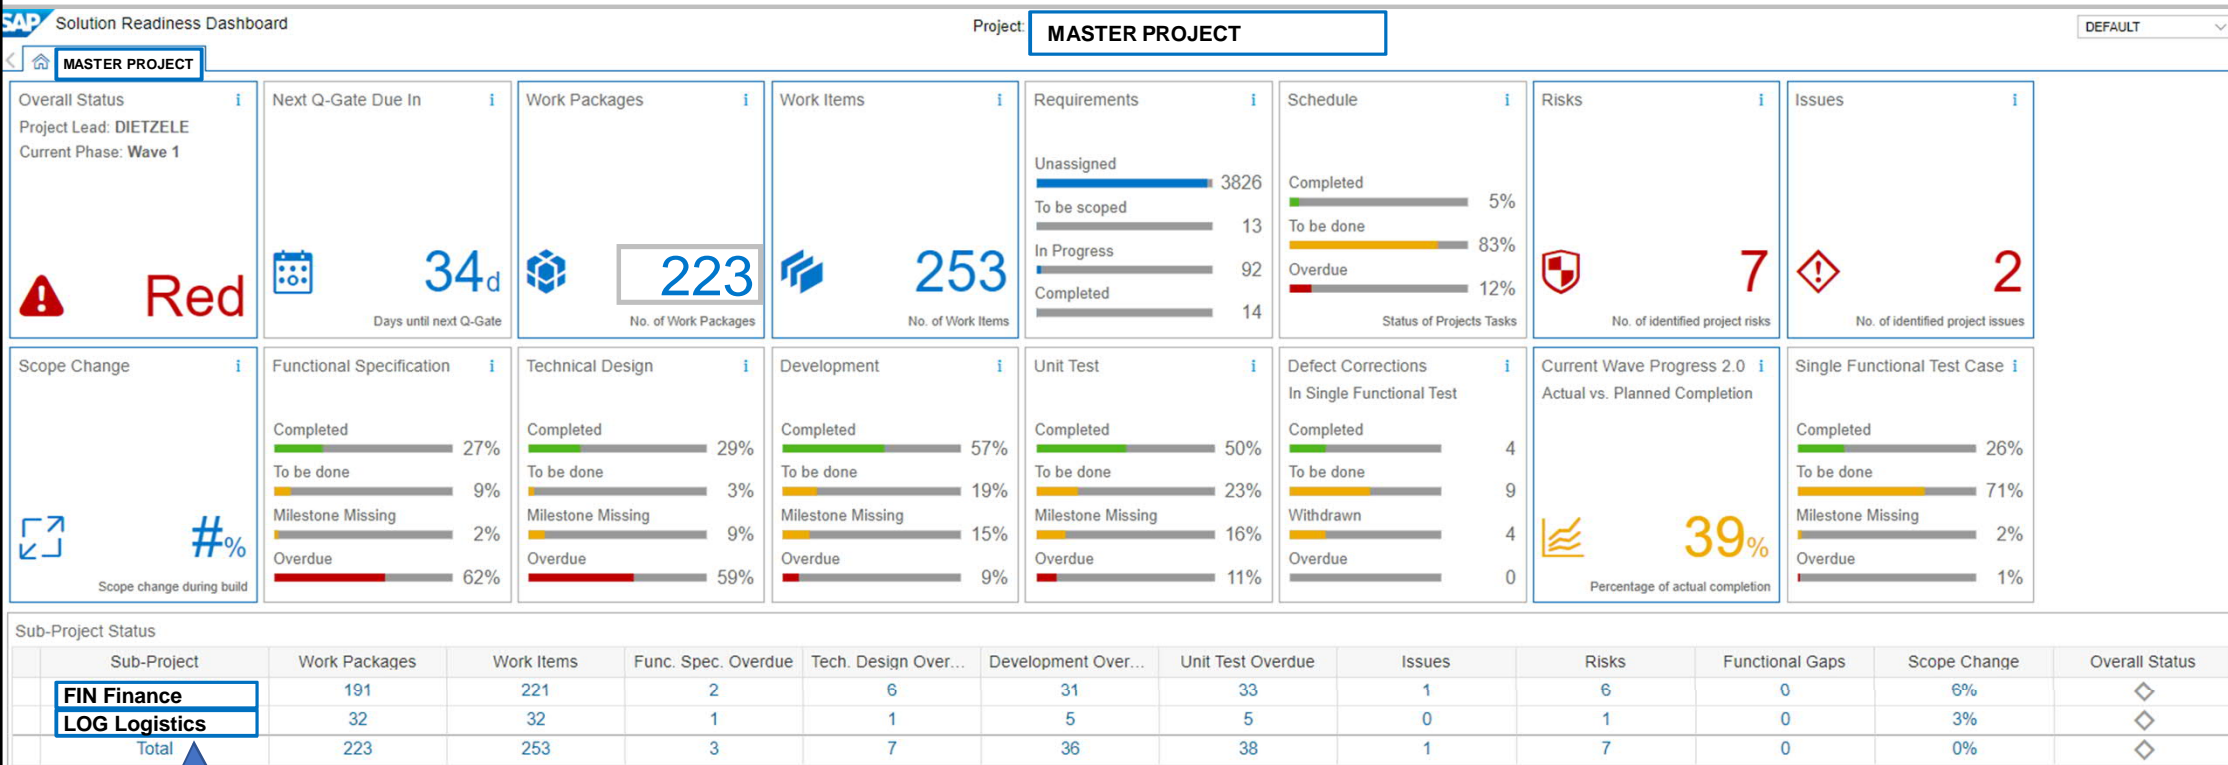 SAP Solution Readiness Dashboard
Project: MASTER PROJECT
DEFAULT
MASTER PROJECT
Overall Status i
Project Lead: DIETZELE
Current Phase: Wave 1
Red
Next Q-Gate Due In i
34d
Days until next Q-Gate
Work Packages i
223
No. of Work Packages
Work Items i
253
No. of Work Items
Requirements i
Unassigned
3826
To be scoped
13
In Progress
92
Completed
14
Schedule i
Completed
5%
To be done
83%
Overdue
12%
Status of Projects Tasks
Risks i
7
No. of identified project risks
Issues i
2
No. of identified project issues
Scope Change i
#%
Scope change during build
Functional Specification i
Completed
27%
To be done
9%
Milestone Missing
2%
Overdue
62%
Technical Design i
Completed
29%
To be done
3%
Milestone Missing
9%
Overdue
59%
Development i
Completed
57%
To be done
19%
Milestone Missing
15%
Overdue
9%
Unit Test i
Completed
50%
To be done
23%
Milestone Missing
16%
Overdue
11%
Defect Corrections i
In Single Functional Test
Completed
4
To be done
9
Withdrawn
4
Overdue
0
Current Wave Progress 2.0 i
Actual vs. Planned Completion
39%
Percentage of actual completion
Single Functional Test Case i
Completed
26%
To be done
71%
Milestone Missing
2%
Overdue
1%
Sub-Project Status
Sub-Project Work Packages Work Items Func. Spec. Overdue Tech. Design Over... Development Over... Unit Test Overdue Issues Risks Functional Gaps Scope Change Overall Status
FIN Finance 191 221 2 6 31 33 1 6 0 6%
LOG Logistics 32 32 1 1 5 5 0 1 0 3%
Total 223 253 3 7 36 38 1 7 0 0%